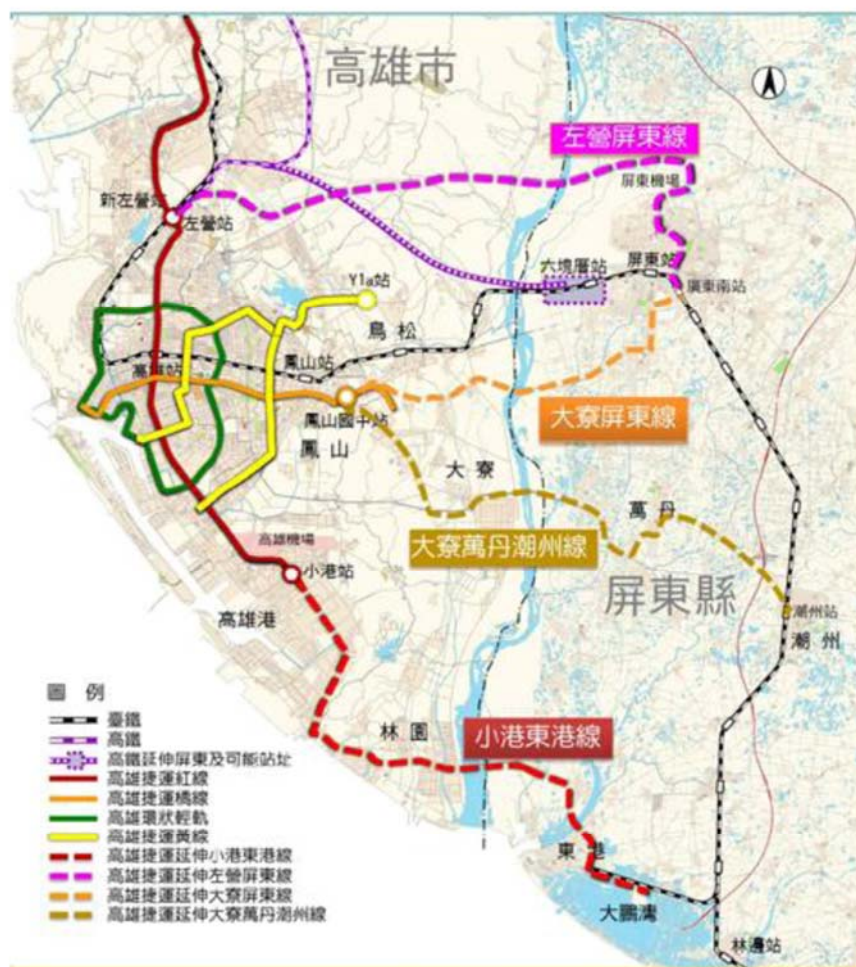 高雄市
左營屏東線
屏東機場
新左營站
左營站
六塊厝站
屏東站
Y1a站
廣東南站
鳥松
鳳山站
高雄站
鳳山國中站
大寮屏東線
鳳山
大寮
萬丹
大寮萬丹潮州線
高雄機場
小港站
屏東縣
潮州站
高雄港
潮州
圖 例
臺鐵
林園
小港東港線
高鐵
高鐵延伸屏東及可能站址
高雄捷運紅線
高雄捷運橘線
高雄環狀輕軌
高雄捷運黃線
高雄捷運延伸小港東港線
東港
高雄捷運延伸左營屏東線
高雄捷運延伸大寮屏東線
大鵬灣
高雄捷運延伸大寮萬丹潮州線
林邊站